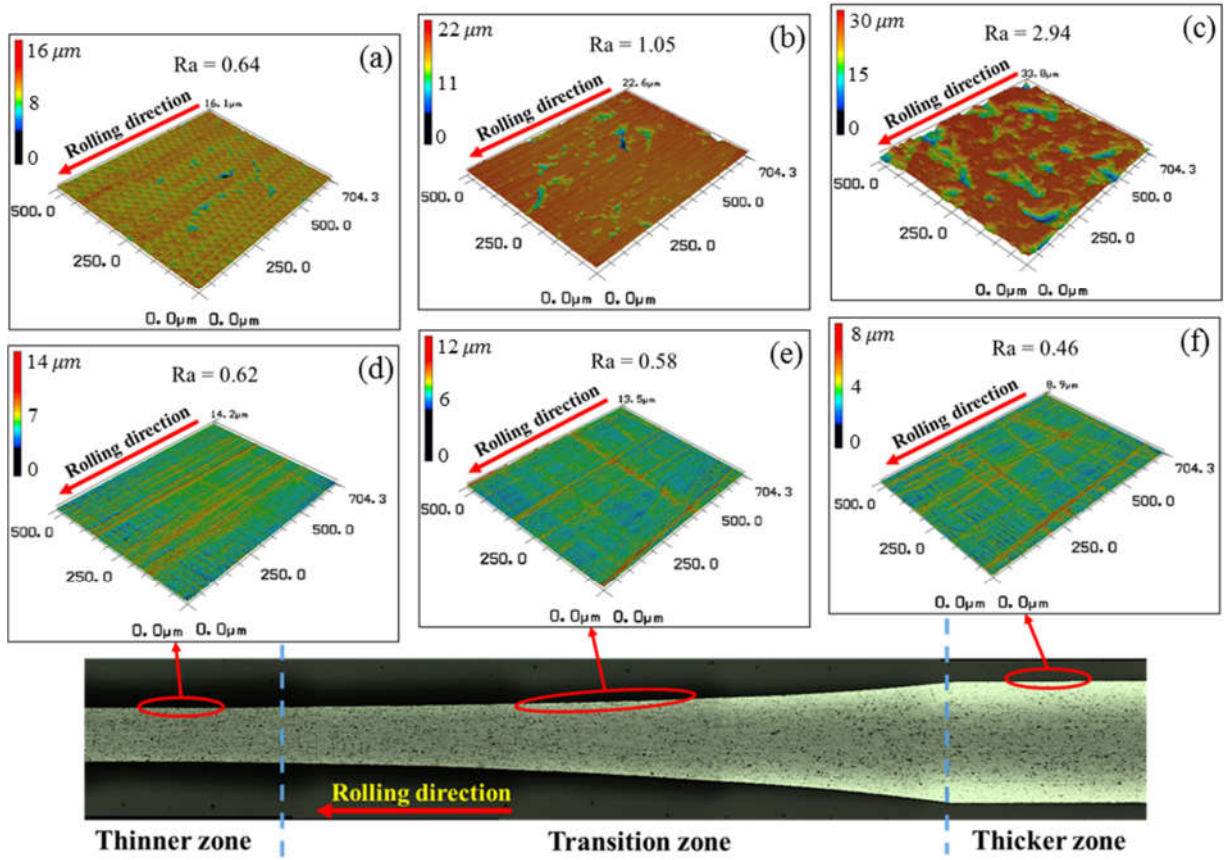 16 μm
8
0
Ra = 0.64
(a)
Rolling direction
16.1μm
500.0
250.0
0.0μm 0.0μm
250.0
500.0
704.3
22 μm
11
0
Ra = 1.05
(b)
Rolling direction
22.6μm
500.0
250.0
0.0μm 0.0μm
250.0
500.0
704.3
30 μm
15
0
Ra = 2.94
(c)
Rolling direction
33.8μm
500.0
250.0
0.0μm 0.0μm
250.0
500.0
704.3
14 μm
7
0
Ra = 0.62
(d)
Rolling direction
14.2μm
500.0
250.0
0.0μm 0.0μm
250.0
500.0
704.3
12 μm
6
0
Ra = 0.58
(e)
Rolling direction
13.5μm
500.0
250.0
0.0μm 0.0μm
250.0
500.0
704.3
8 μm
4
0
Ra = 0.46
(f)
Rolling direction
8.9μm
500.0
250.0
0.0μm 0.0μm
250.0
500.0
704.3
Rolling direction
Thinner zone
Transition zone
Thicker zone